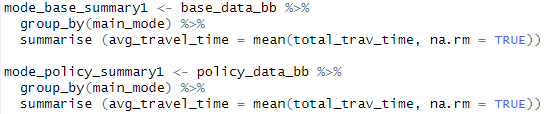 mode_base_summary1 <- base_data_bb %>%
  group_by(main_mode) %>%
  summarise (avg_travel_time = mean(total_trav_time, na.rm = TRUE))
mode_policy_summary1 <- policy_data_bb %>%
  group_by(main_mode) %>%
  summarise (avg_travel_time = mean(total_trav_time, na.rm = TRUE))